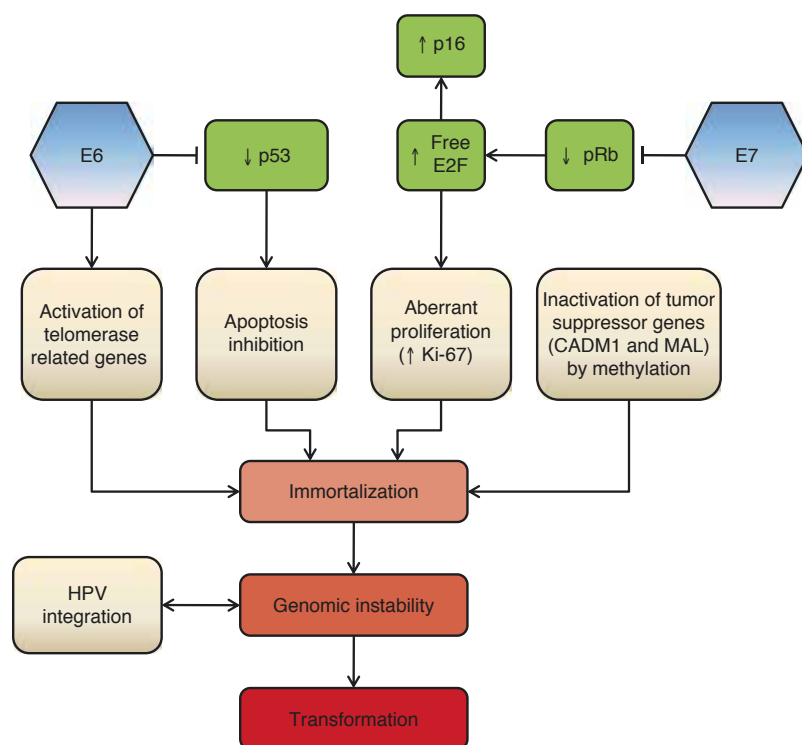 ↑ p16
E6
↓ p53
↑ Free
E2F
↓ pRb
E7
Activation of
telomerase
related genes
Apoptosis
inhibition
Aberrant
proliferation
(↑ Ki-67)
Inactivation of tumor
suppressor genes
(CADM1 and MAL)
by methylation
Immortalization
HPV
integration
Genomic instability
Transformation